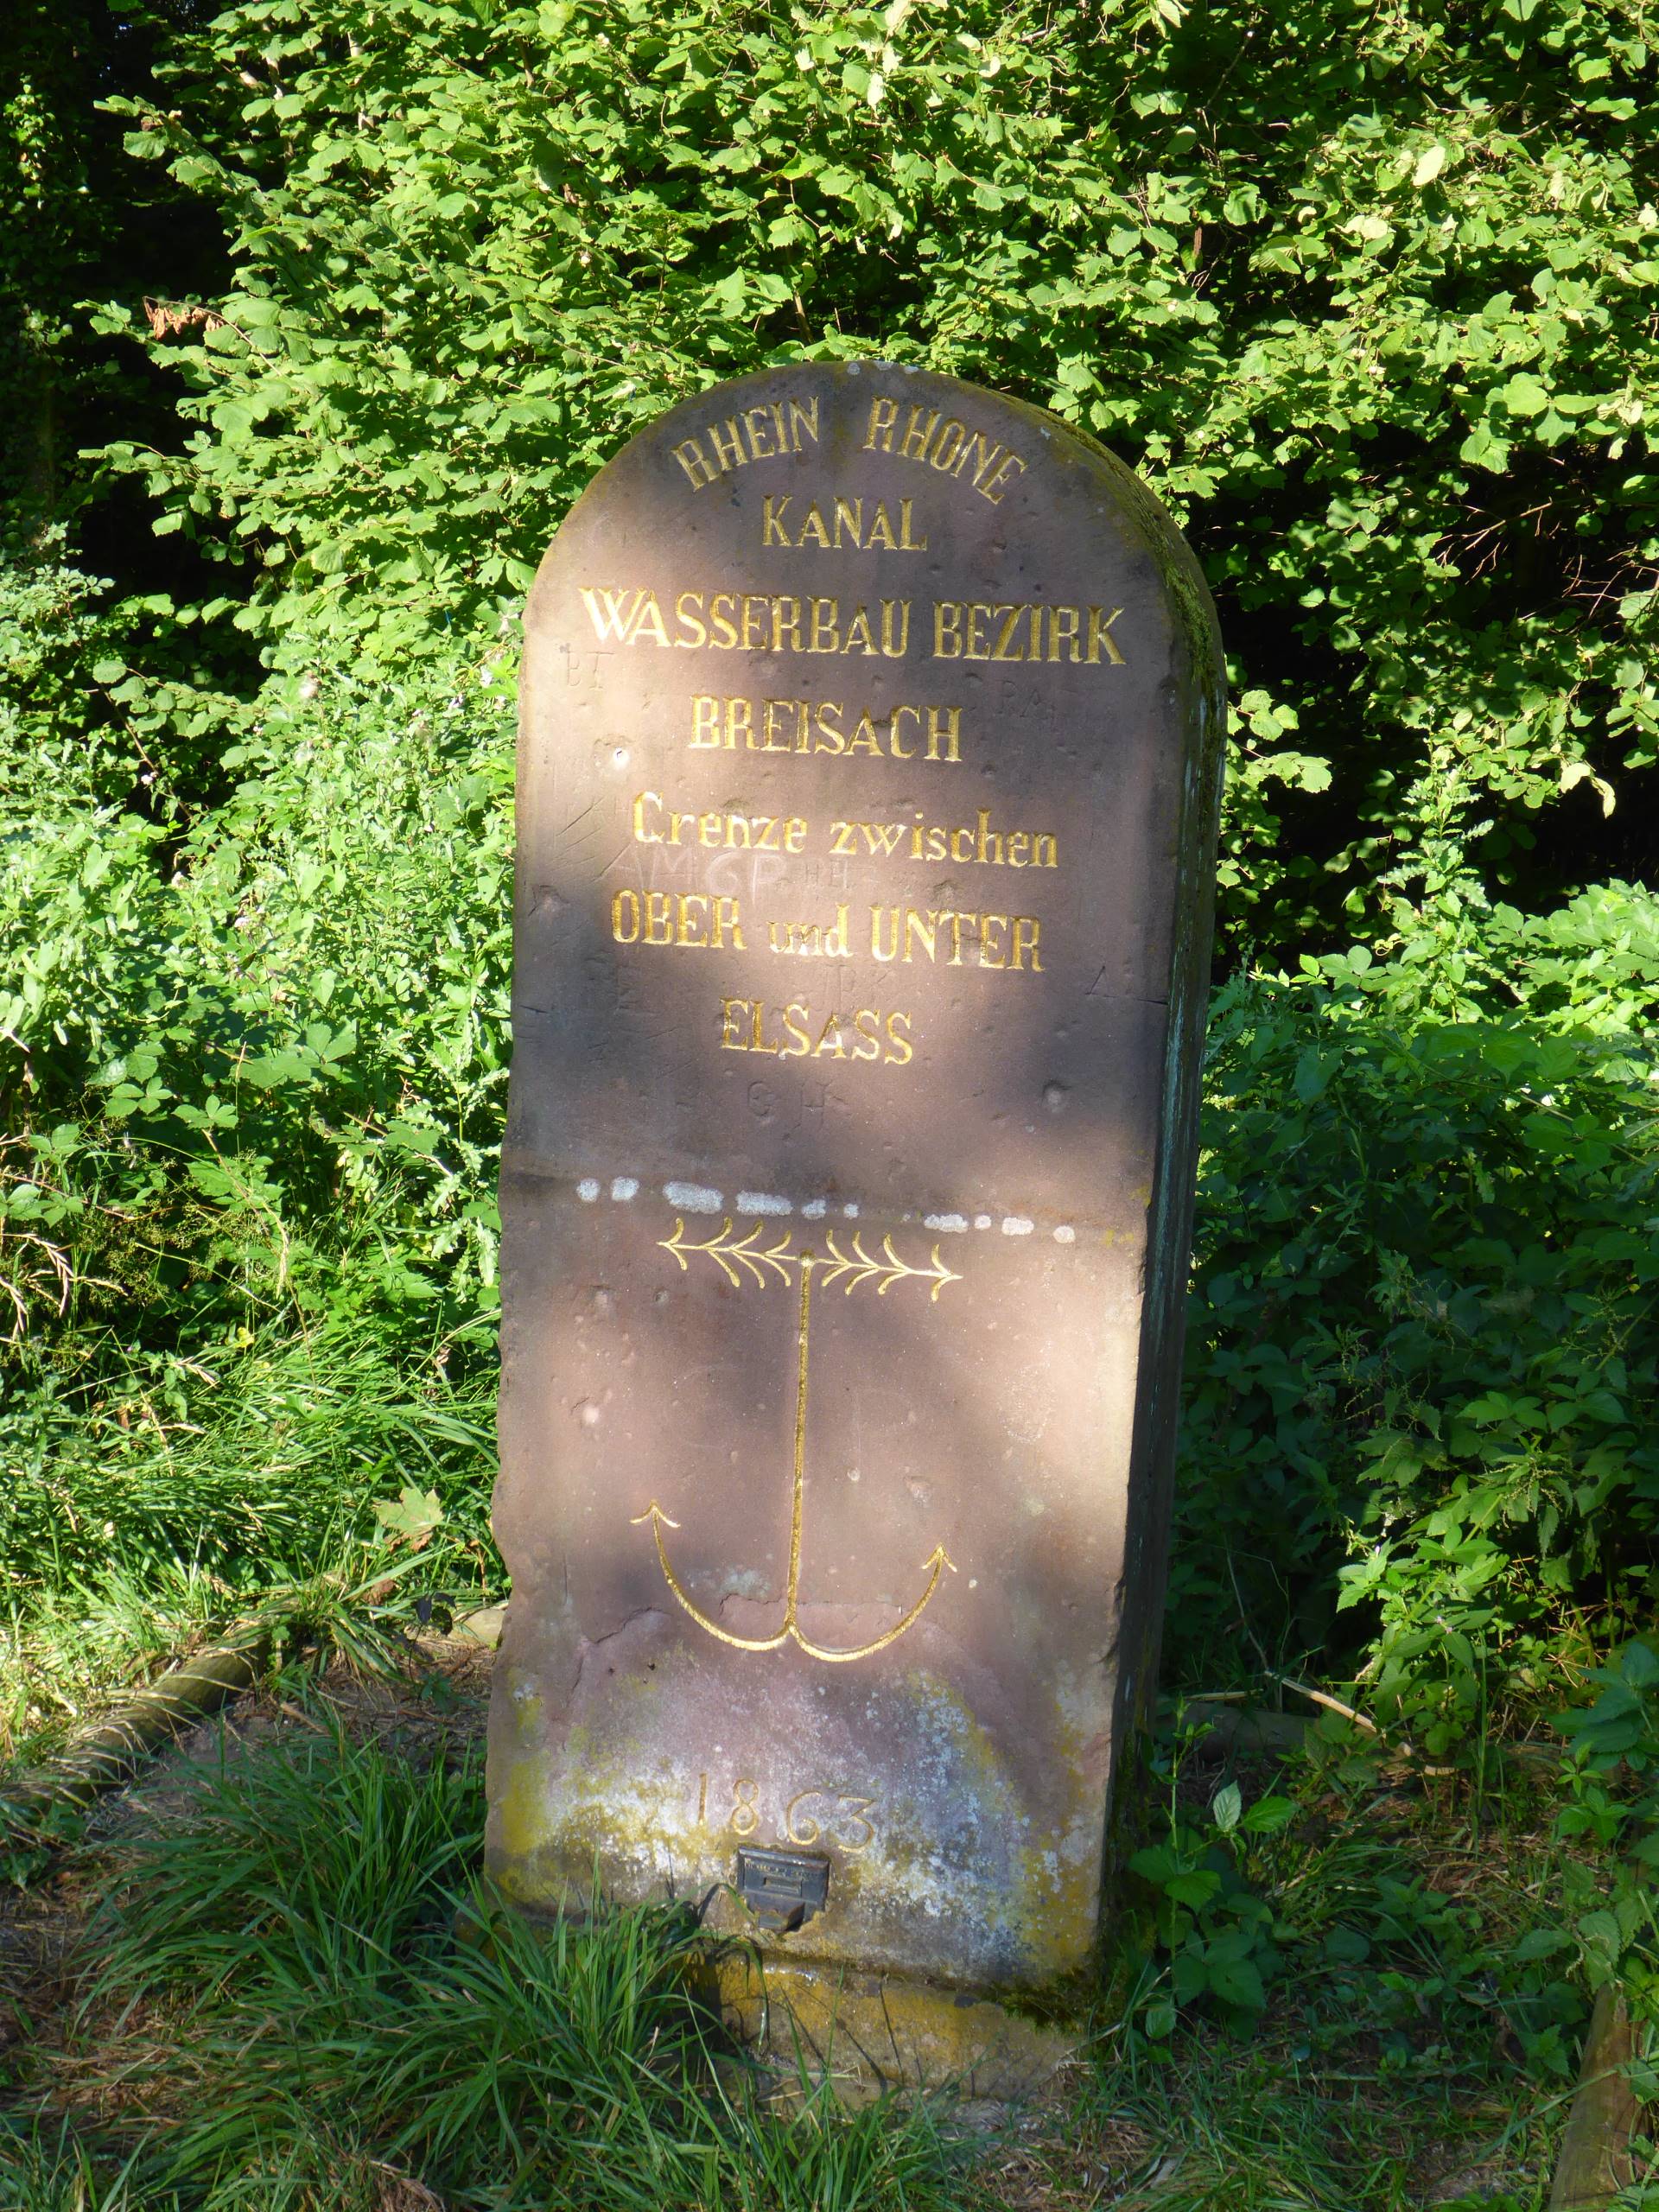 RHEIN RHONE
KANAL
WASSERBAU BEZIRK
BREISACH
Grenze zwischen
OBER und UNTER
ELSASS
G H
1863